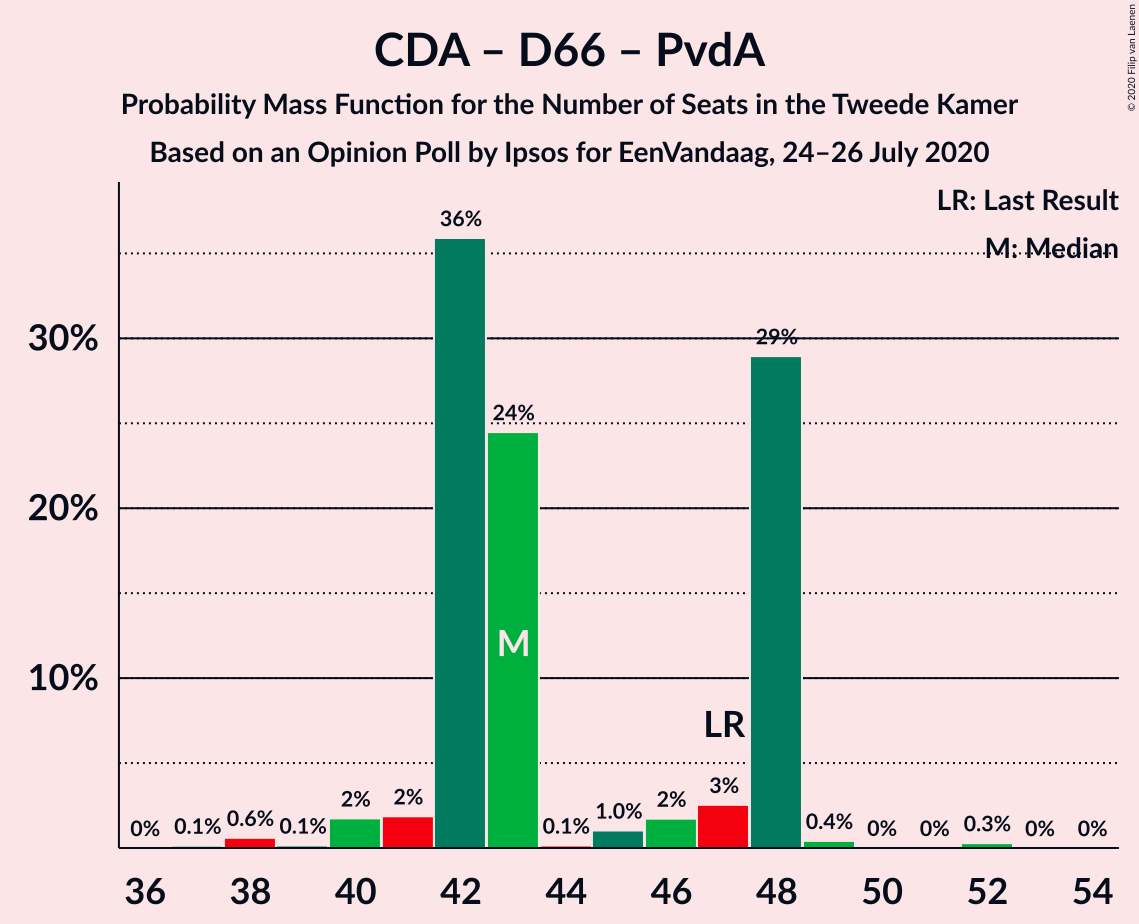 CDA – D66 – PvdA
Probability Mass Function for the Number of Seats in the Tweede Kamer
Based on an Opinion Poll by Ipsos for EenVandaag, 24–26 July 2020
© 2020 Filip van Laenen
LR: Last Result
M: Median
30%
20%
10%
0%
0.1%
0.6%
0.1%
2%
2%
36%
24%
0.1%
1.0%
2%
3%
29%
0.4%
0%
0%
0.3%
0%
0%
M
LR
36 38 40 42 44 46 48 50 52 54